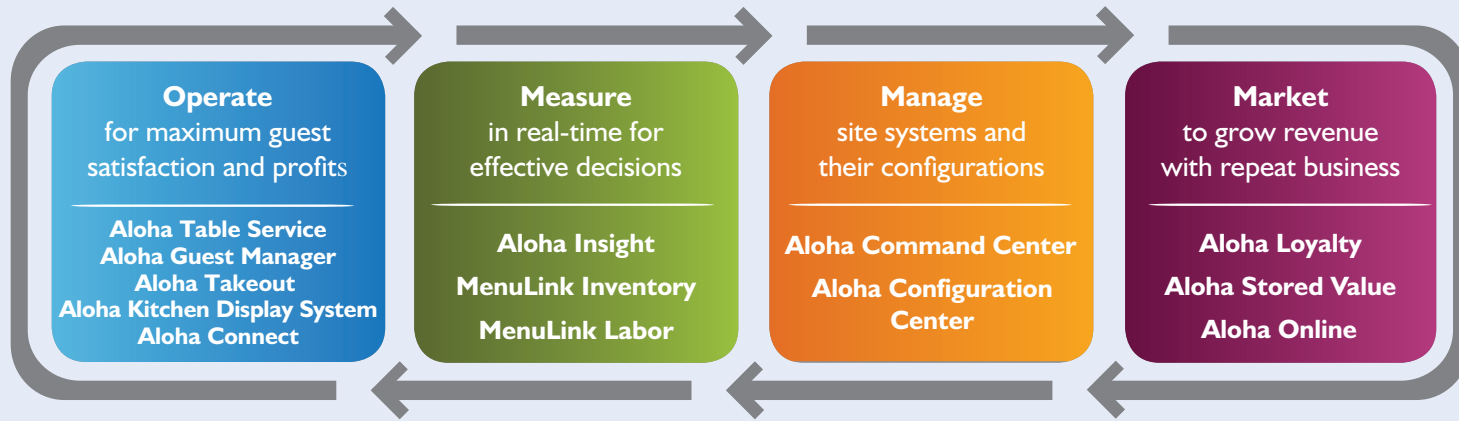 Operate
for maximum guest
satisfaction and profits
Aloha Table Service
Aloha Guest Manager
Aloha Takeout
Aloha Kitchen Display System
Aloha Connect
Measure
in real-time for
effective decisions
Aloha Insight
MenuLink Inventory
MenuLink Labor
Manage
site systems and
their configurations
Aloha Command Center
Aloha Configuration
Center
Market
to grow revenue
with repeat business
Aloha Loyalty
Aloha Stored Value
Aloha Online